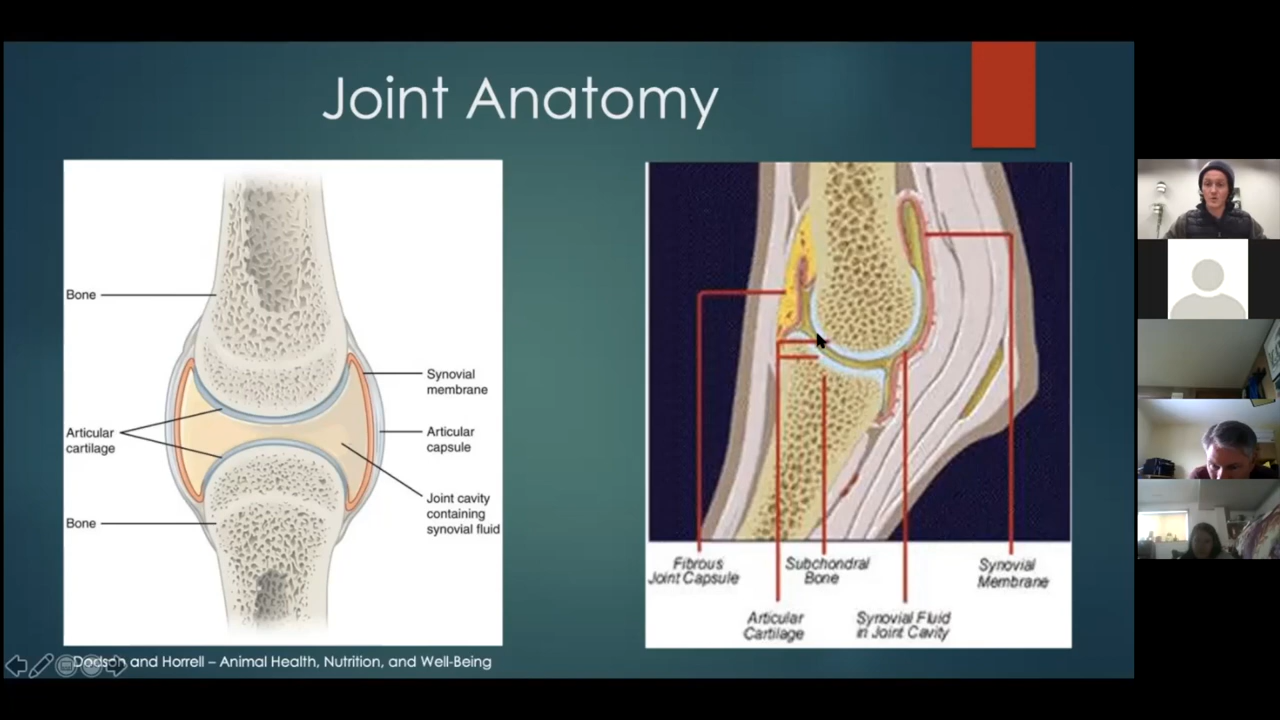 Joint Anatomy
Bone
Articular
cartilage
Bone
Synovial
membrane
Articular
capsule
Joint cavity
containing
synovial fluid
Fibrous
Joint Capsule
Subchondral
Bone
Synovial
Membrane
Articular
Cartilage
Synovial Fluid
in Joint Cavity
Dodson and Horrell – Animal Health, Nutrition, and Well-Being